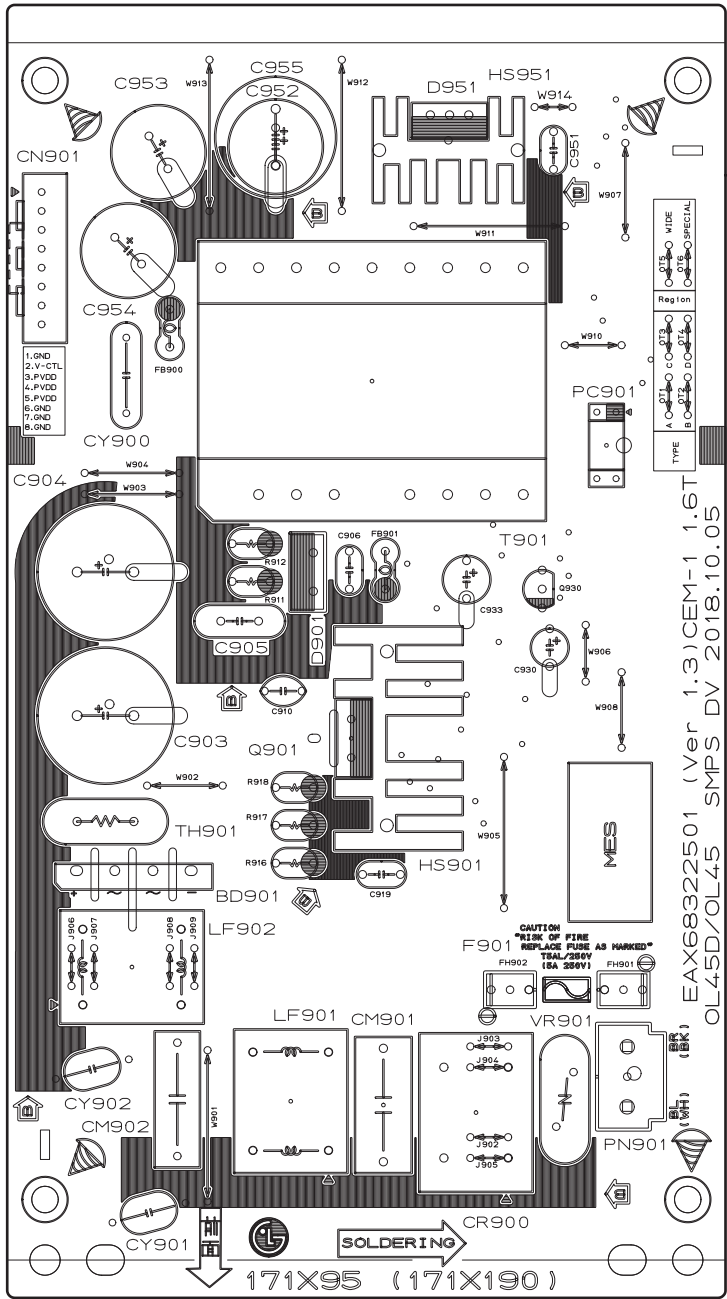 C955
C953
W913
C952
W912
D951
HS951
W914
C951
CN901
W907
W911
WIDE
SPECIAL
OT5
OT6
Region
OT3
OT4
C
D
OT1
OT2
A
B
TYPE
C954
FB900
W910
1.GND
2.V-CTL
3.PVDD
4.PVDD
5.PVDD
6.GND
7.GND
8.GND
PC901
CY900
W904
C904
W903
T901
C906
FB901
R912
R911
C933
Q930
C905
D901
C930
W906
C910
W908
C903
Q901
W902
R918
TH901
R917
W905
MES
R916
HS901
C919
BD901
LF902
J906
J907
J908
J909
CAUTION
"RISK OF FIRE
REPLACE FUSE AS MARKED"
T5AL/250V
(5A 250V)
F901
FH902
FH901
EAX68322501 (Ver 1.3)CEM-1 1.6T
OL45D/OL45 SMPS DV 2018.10.05
LF901
CM901
VR901
J903
J904
BR
(BK)
BL
(WH)
CY902
CM902
W901
J902
J905
PN901
CR900
CY901
SOLDERING
171X95 (171X190)